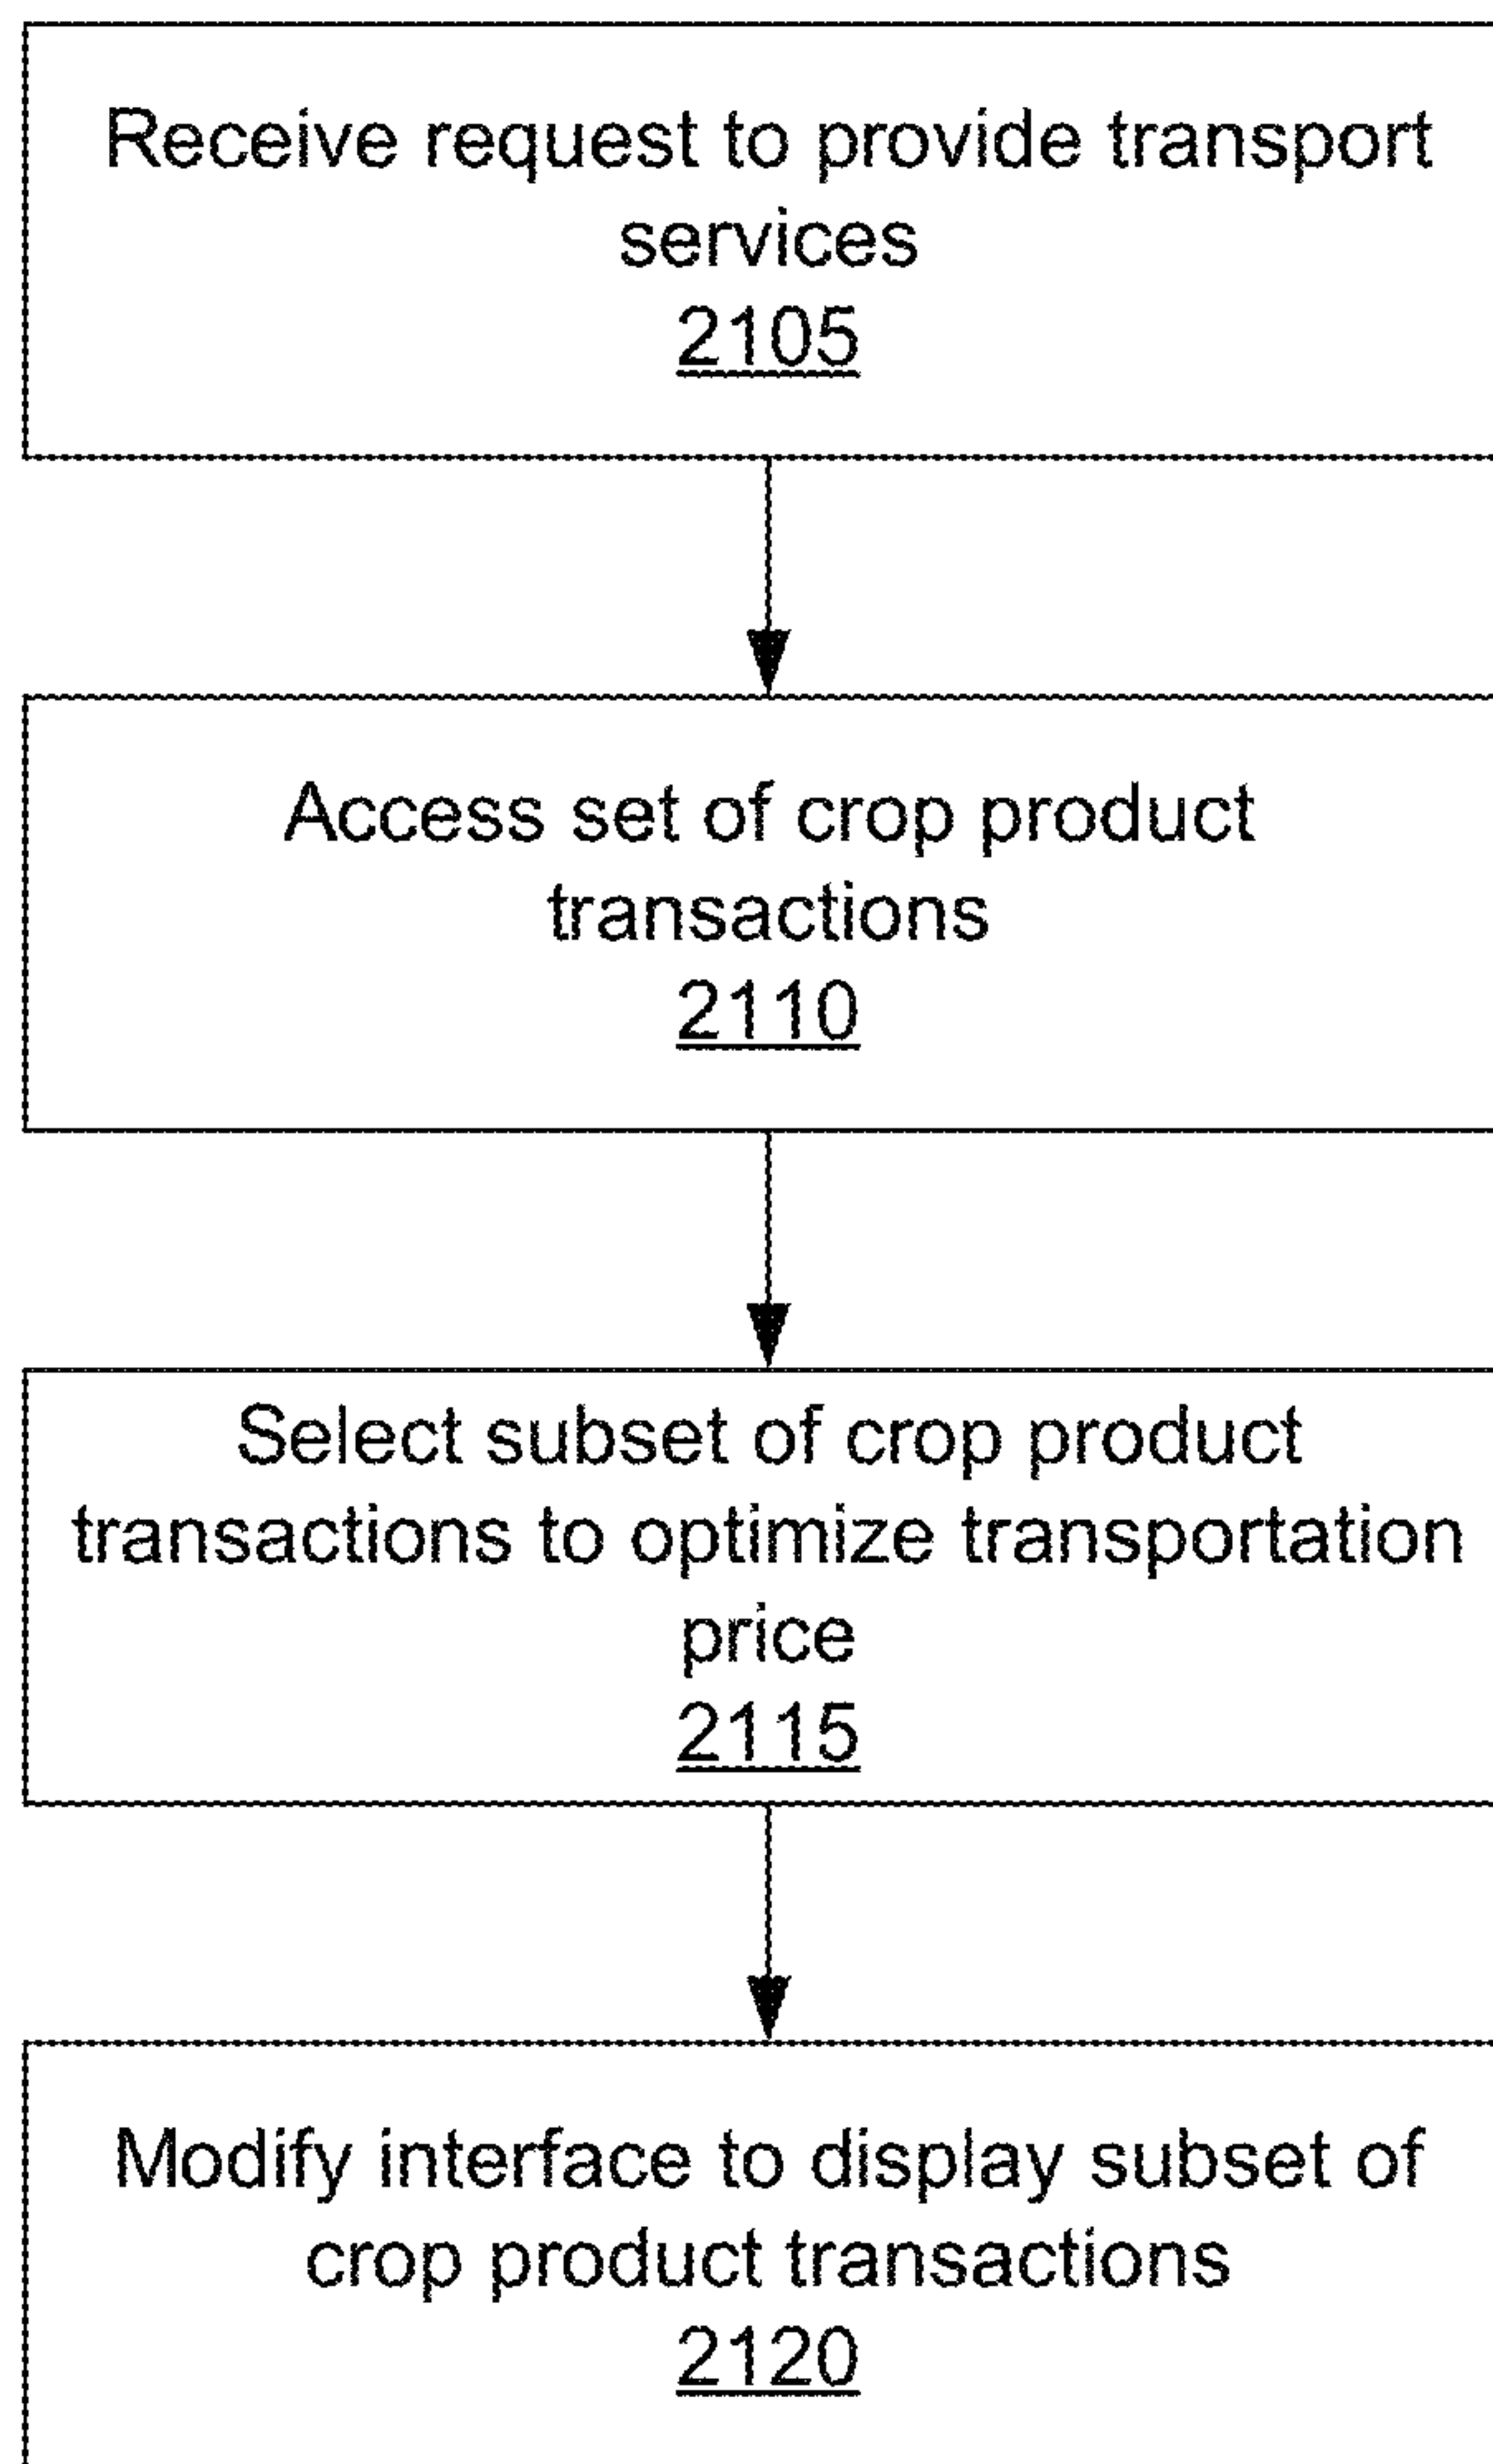 Receive request to provide transport
services
2105
Access set of crop product
transactions
2110
Select subset of crop product
transactions to optimize transportation
price
2115
Modify interface to display subset of
crop product transactions
2120